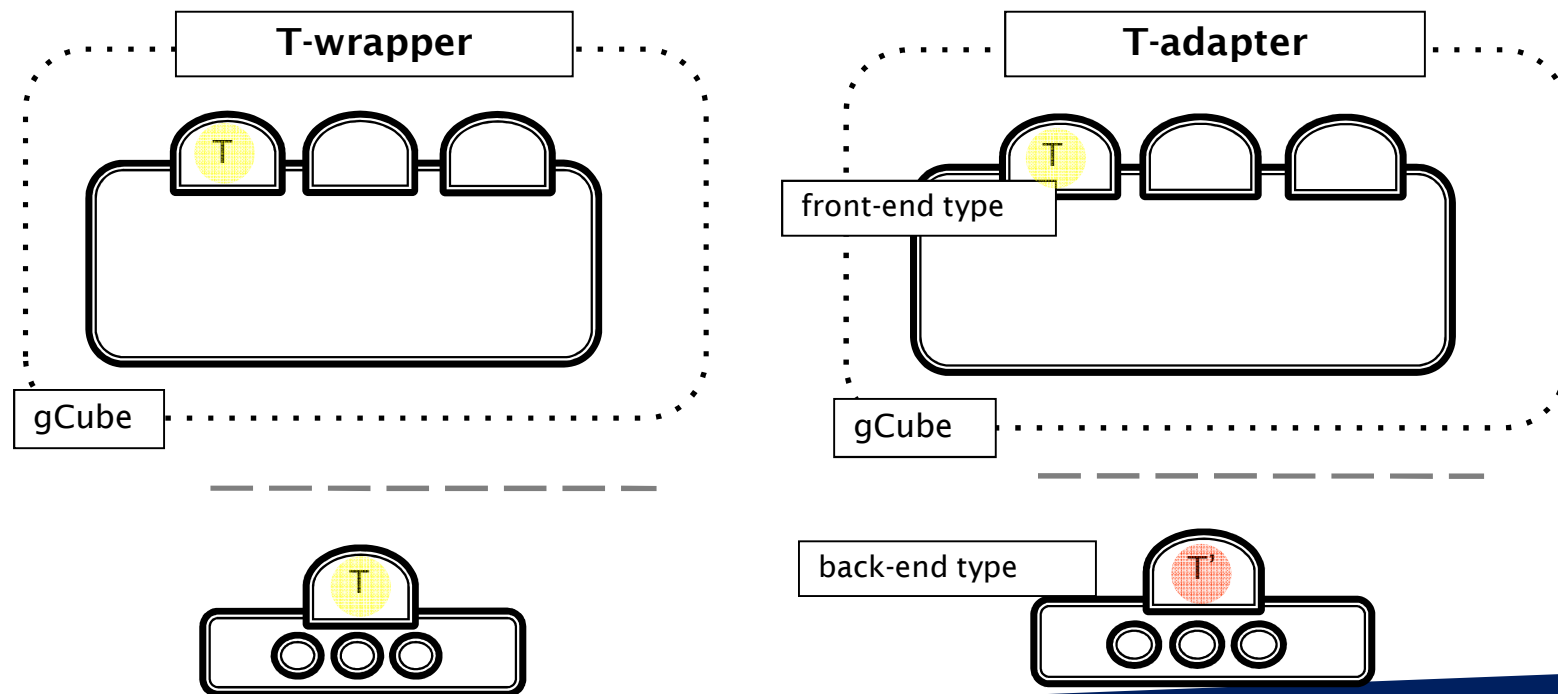 T-wrapper
T
gCube
T
T-adapter
T
front-end type
gCube
back-end type
T'